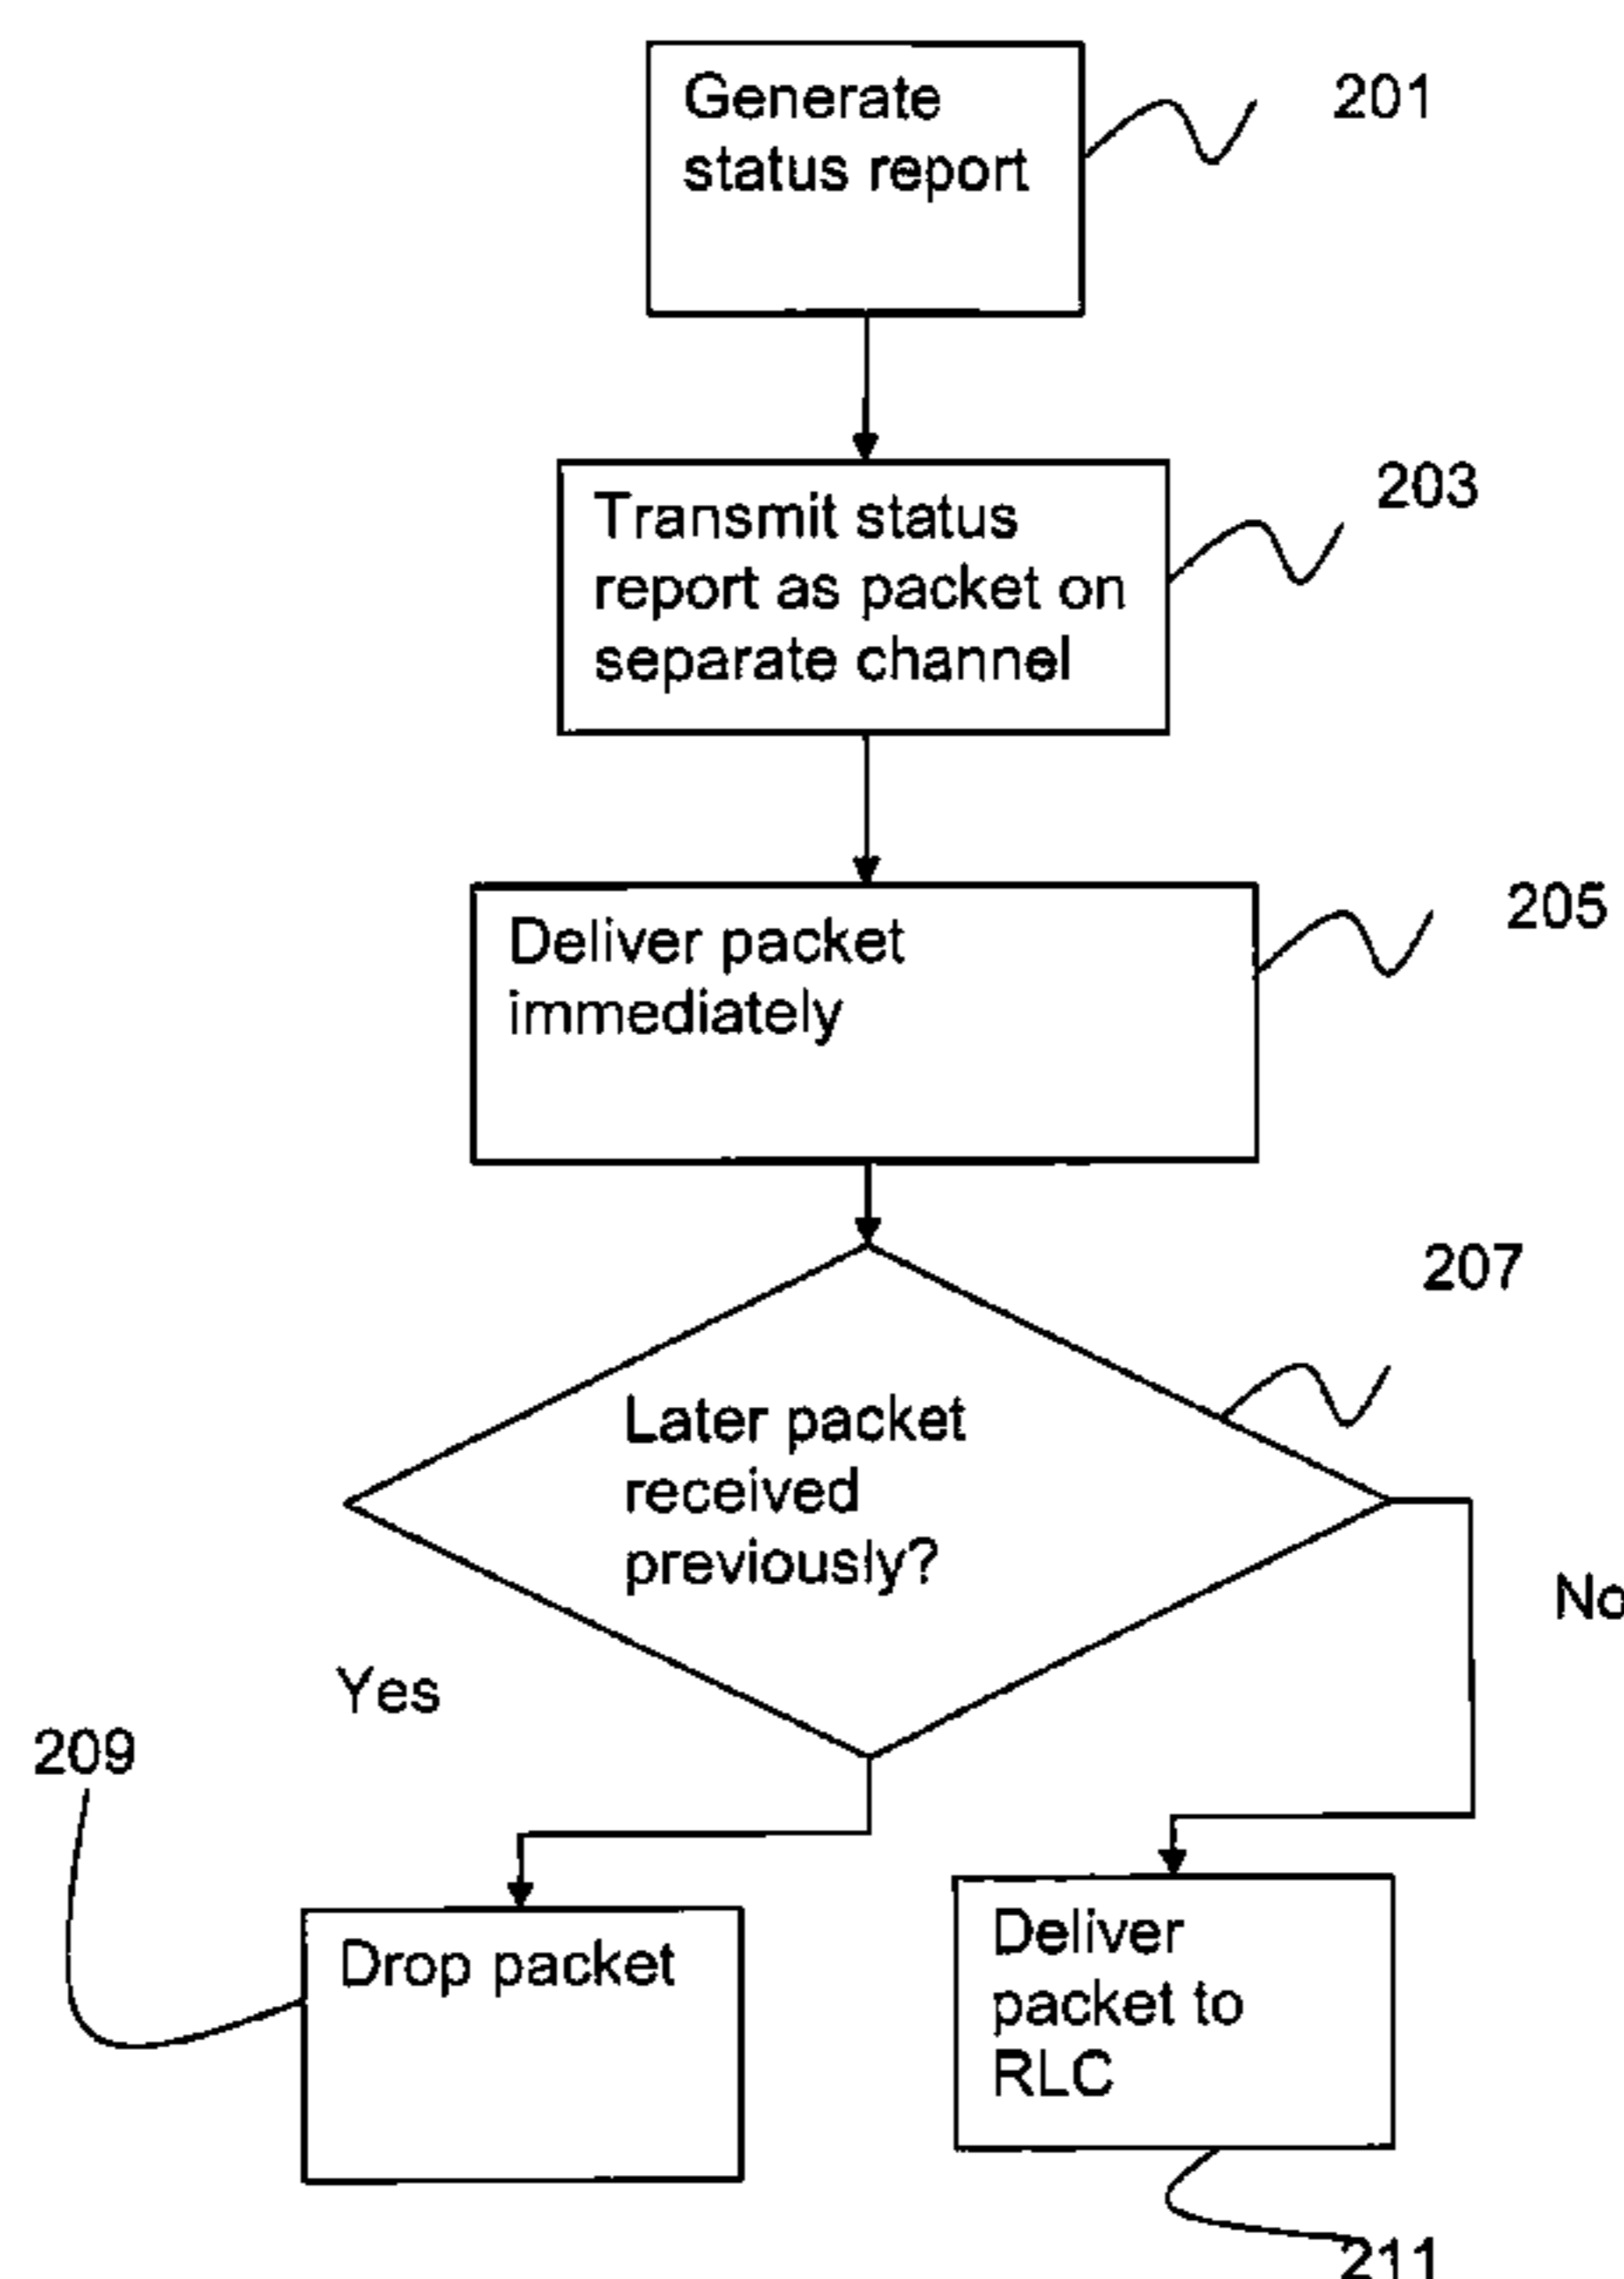 Generate
status report
201
Transmit status
report as packet on
separate channel
203
Deliver packet
immediately
205
207
Later packet
received
previously?
No
Yes
209
Drop packet
Deliver
packet to
RLC
211